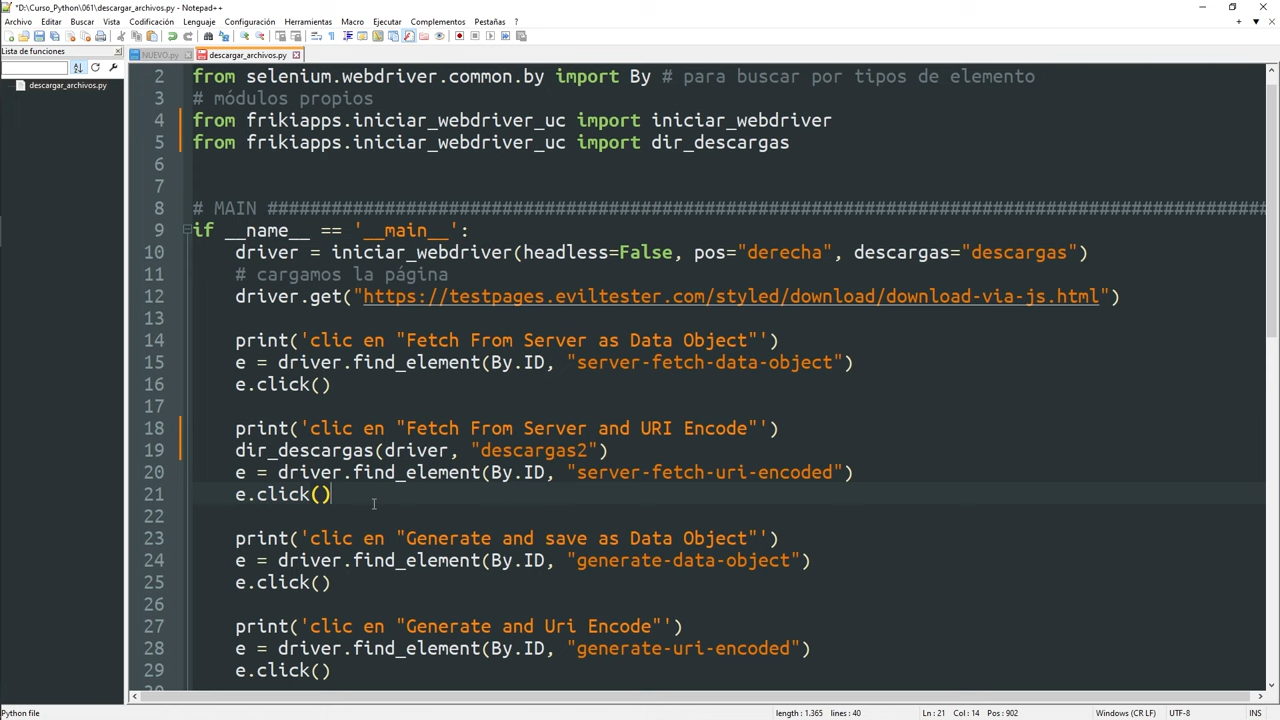 *D:\Curso_Python\061\descargar_archivos.py - Notepad++
Archivo Editar Buscar Vista Codificación Lenguaje Configuración Herramientas Macro Ejecutar Complementos Pestañas ?
Lista de funciones
NUEVO.py descargar_archivos.py
descargar_archivos.py
2 from selenium.webdriver.common.by import By # para buscar por tipos de elemento
3 # módulos propios
4 from frikiapps.iniciar_webdriver_uc import iniciar_webdriver
5 from frikiapps.iniciar_webdriver_uc import dir_descargas
6
7
8 # MAIN ##############################################################################################
9 if __name__ == '__main__':
10 driver = iniciar_webdriver(headless=False, pos="derecha", descargas="descargas")
11 # cargamos la página
12 driver.get("https://testpages.eviltester.com/styled/download/download-via-js.html")
13
14 print('clic en "Fetch From Server as Data Object"')
15 e = driver.find_element(By.ID, "server-fetch-data-object")
16 e.click()
17
18 print('clic en "Fetch From Server and URI Encode"')
19 dir_descargas(driver, "descargas2")
20 e = driver.find_element(By.ID, "server-fetch-uri-encoded")
21 e.click()
22
23 print('clic en "Generate and save as Data Object"')
24 e = driver.find_element(By.ID, "generate-data-object")
25 e.click()
26
27 print('clic en "Generate and Uri Encode"')
28 e = driver.find_element(By.ID, "generate-uri-encoded")
29 e.click()
Python file length : 1.365 lines : 40 Ln : 21 Col : 14 Pos : 902 Windows (CR LF) UTF-8 INS